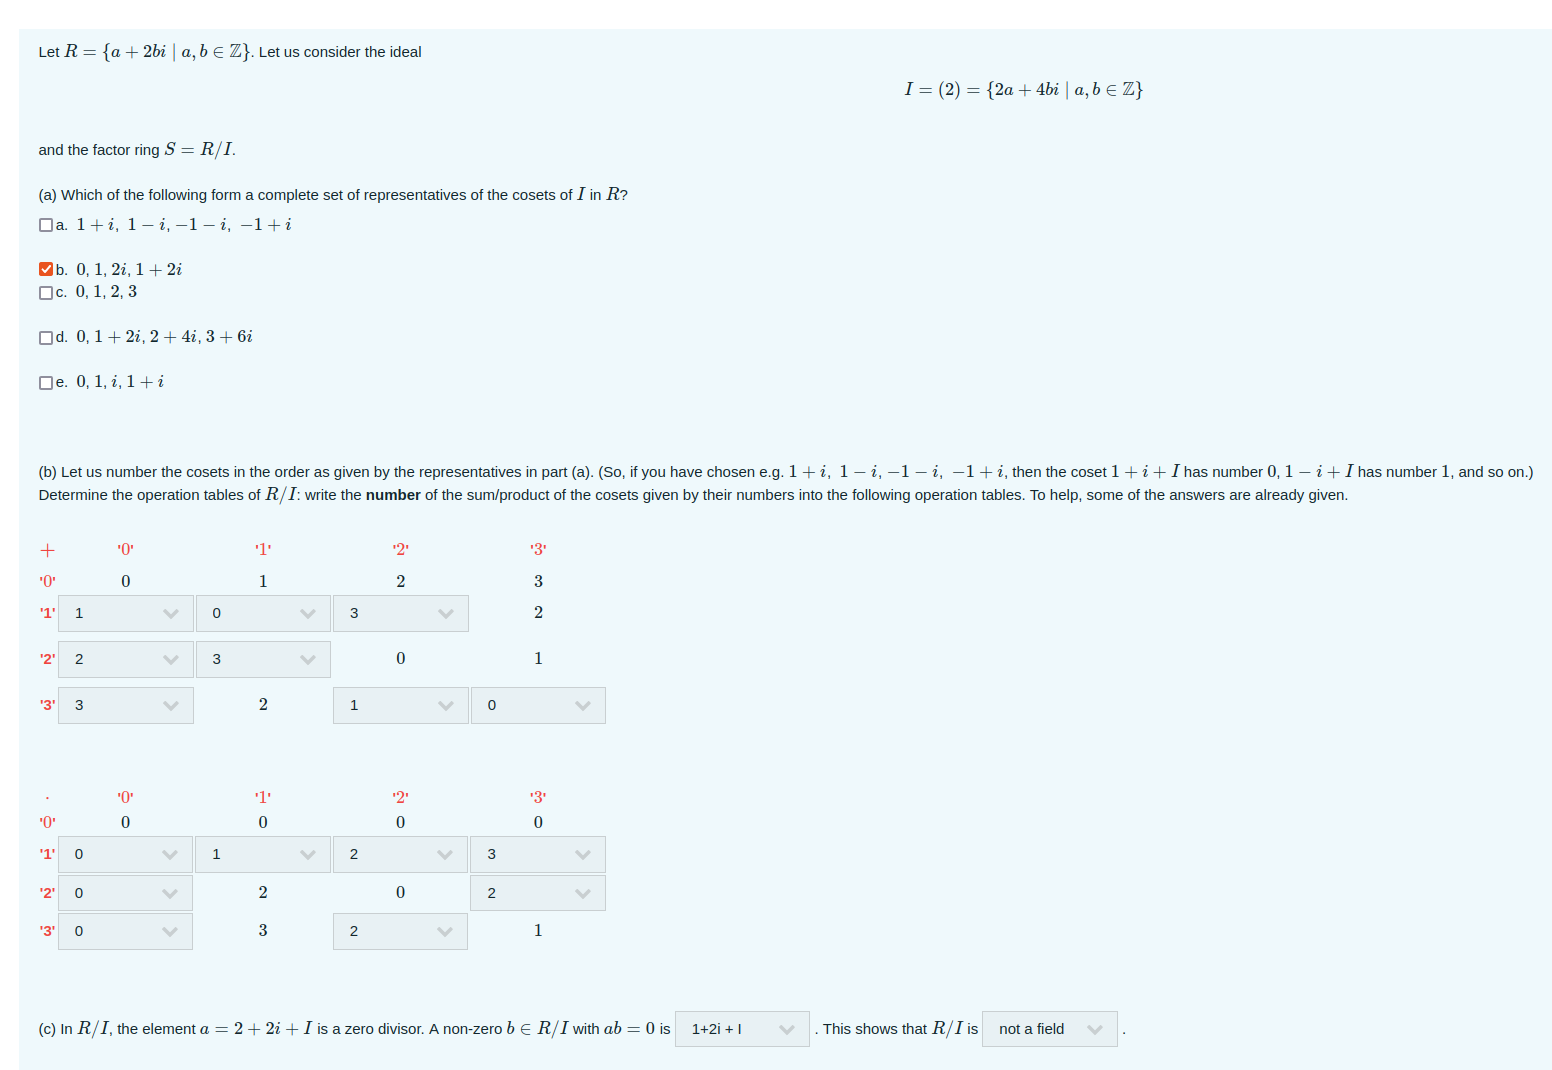 Let R = {a + 2bi | a, b ∈ ℤ}. Let us consider the ideal
I = (2) = {2a + 4bi | a, b ∈ ℤ}
and the factor ring S = R/I.
(a) Which of the following form a complete set of representatives of the cosets of I in R?
a. 1 + i, 1 − i, −1 − i, −1 + i
b. 0, 1, 2i, 1 + 2i
c. 0, 1, 2, 3
d. 0, 1 + 2i, 2 + 4i, 3 + 6i
e. 0, 1, i, 1 + i
(b) Let us number the cosets in the order as given by the representatives in part (a). (So, if you have chosen e.g. 1 + i, 1 − i, −1 − i, −1 + i, then the coset 1 + i + I has number 0, 1 − i + I has number 1, and so on.)
Determine the operation tables of R/I: write the number of the sum/product of the cosets given by their numbers into the following operation tables. To help, some of the answers are already given.
+ '0' '1' '2' '3'
'0' 0 1 2 3
'1' 1 0 3 2
'2' 2 3 0 1
'3' 3 2 1 0
· '0' '1' '2' '3'
'0' 0 0 0 0
'1' 0 1 2 3
'2' 0 2 0 2
'3' 0 3 2 1
(c) In R/I, the element a = 2 + 2i + I is a zero divisor. A non-zero b ∈ R/I with ab = 0 is 1+2i + I . This shows that R/I is not a field .